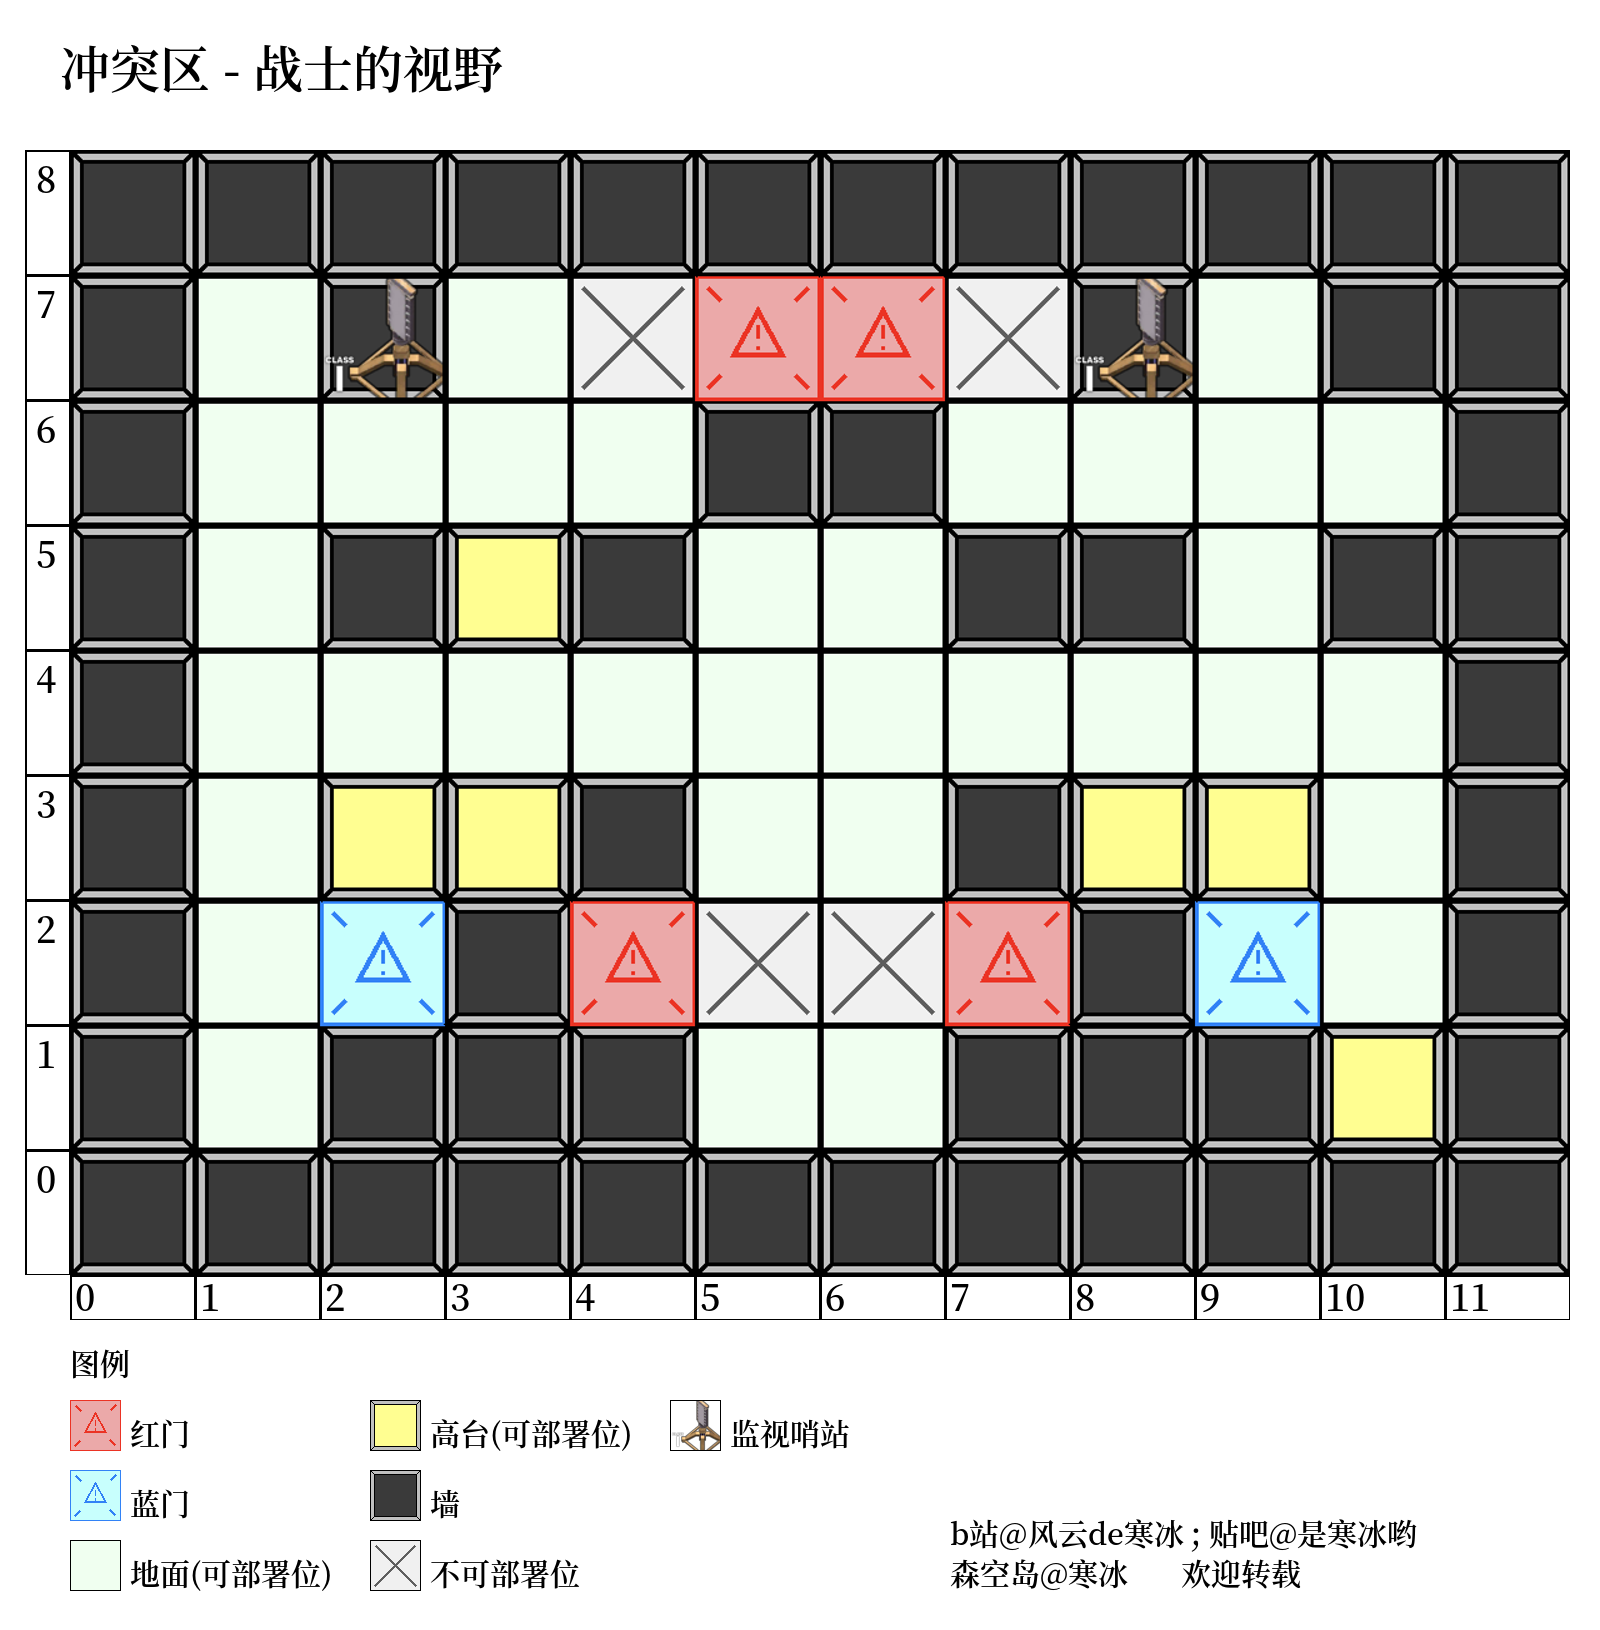 冲突区 - 战士的视野
8
7
CLASS
I
CLASS
I
6
5
4
3
2
1
0
0 1 2 3 4 5 6 7 8 9 10 11
图例
红门 高台(可部署位) 监视哨站
蓝门 墙
地面(可部署位) 不可部署位
b站@风云de寒冰 ; 贴吧@是寒冰哟
森空岛@寒冰 欢迎转载